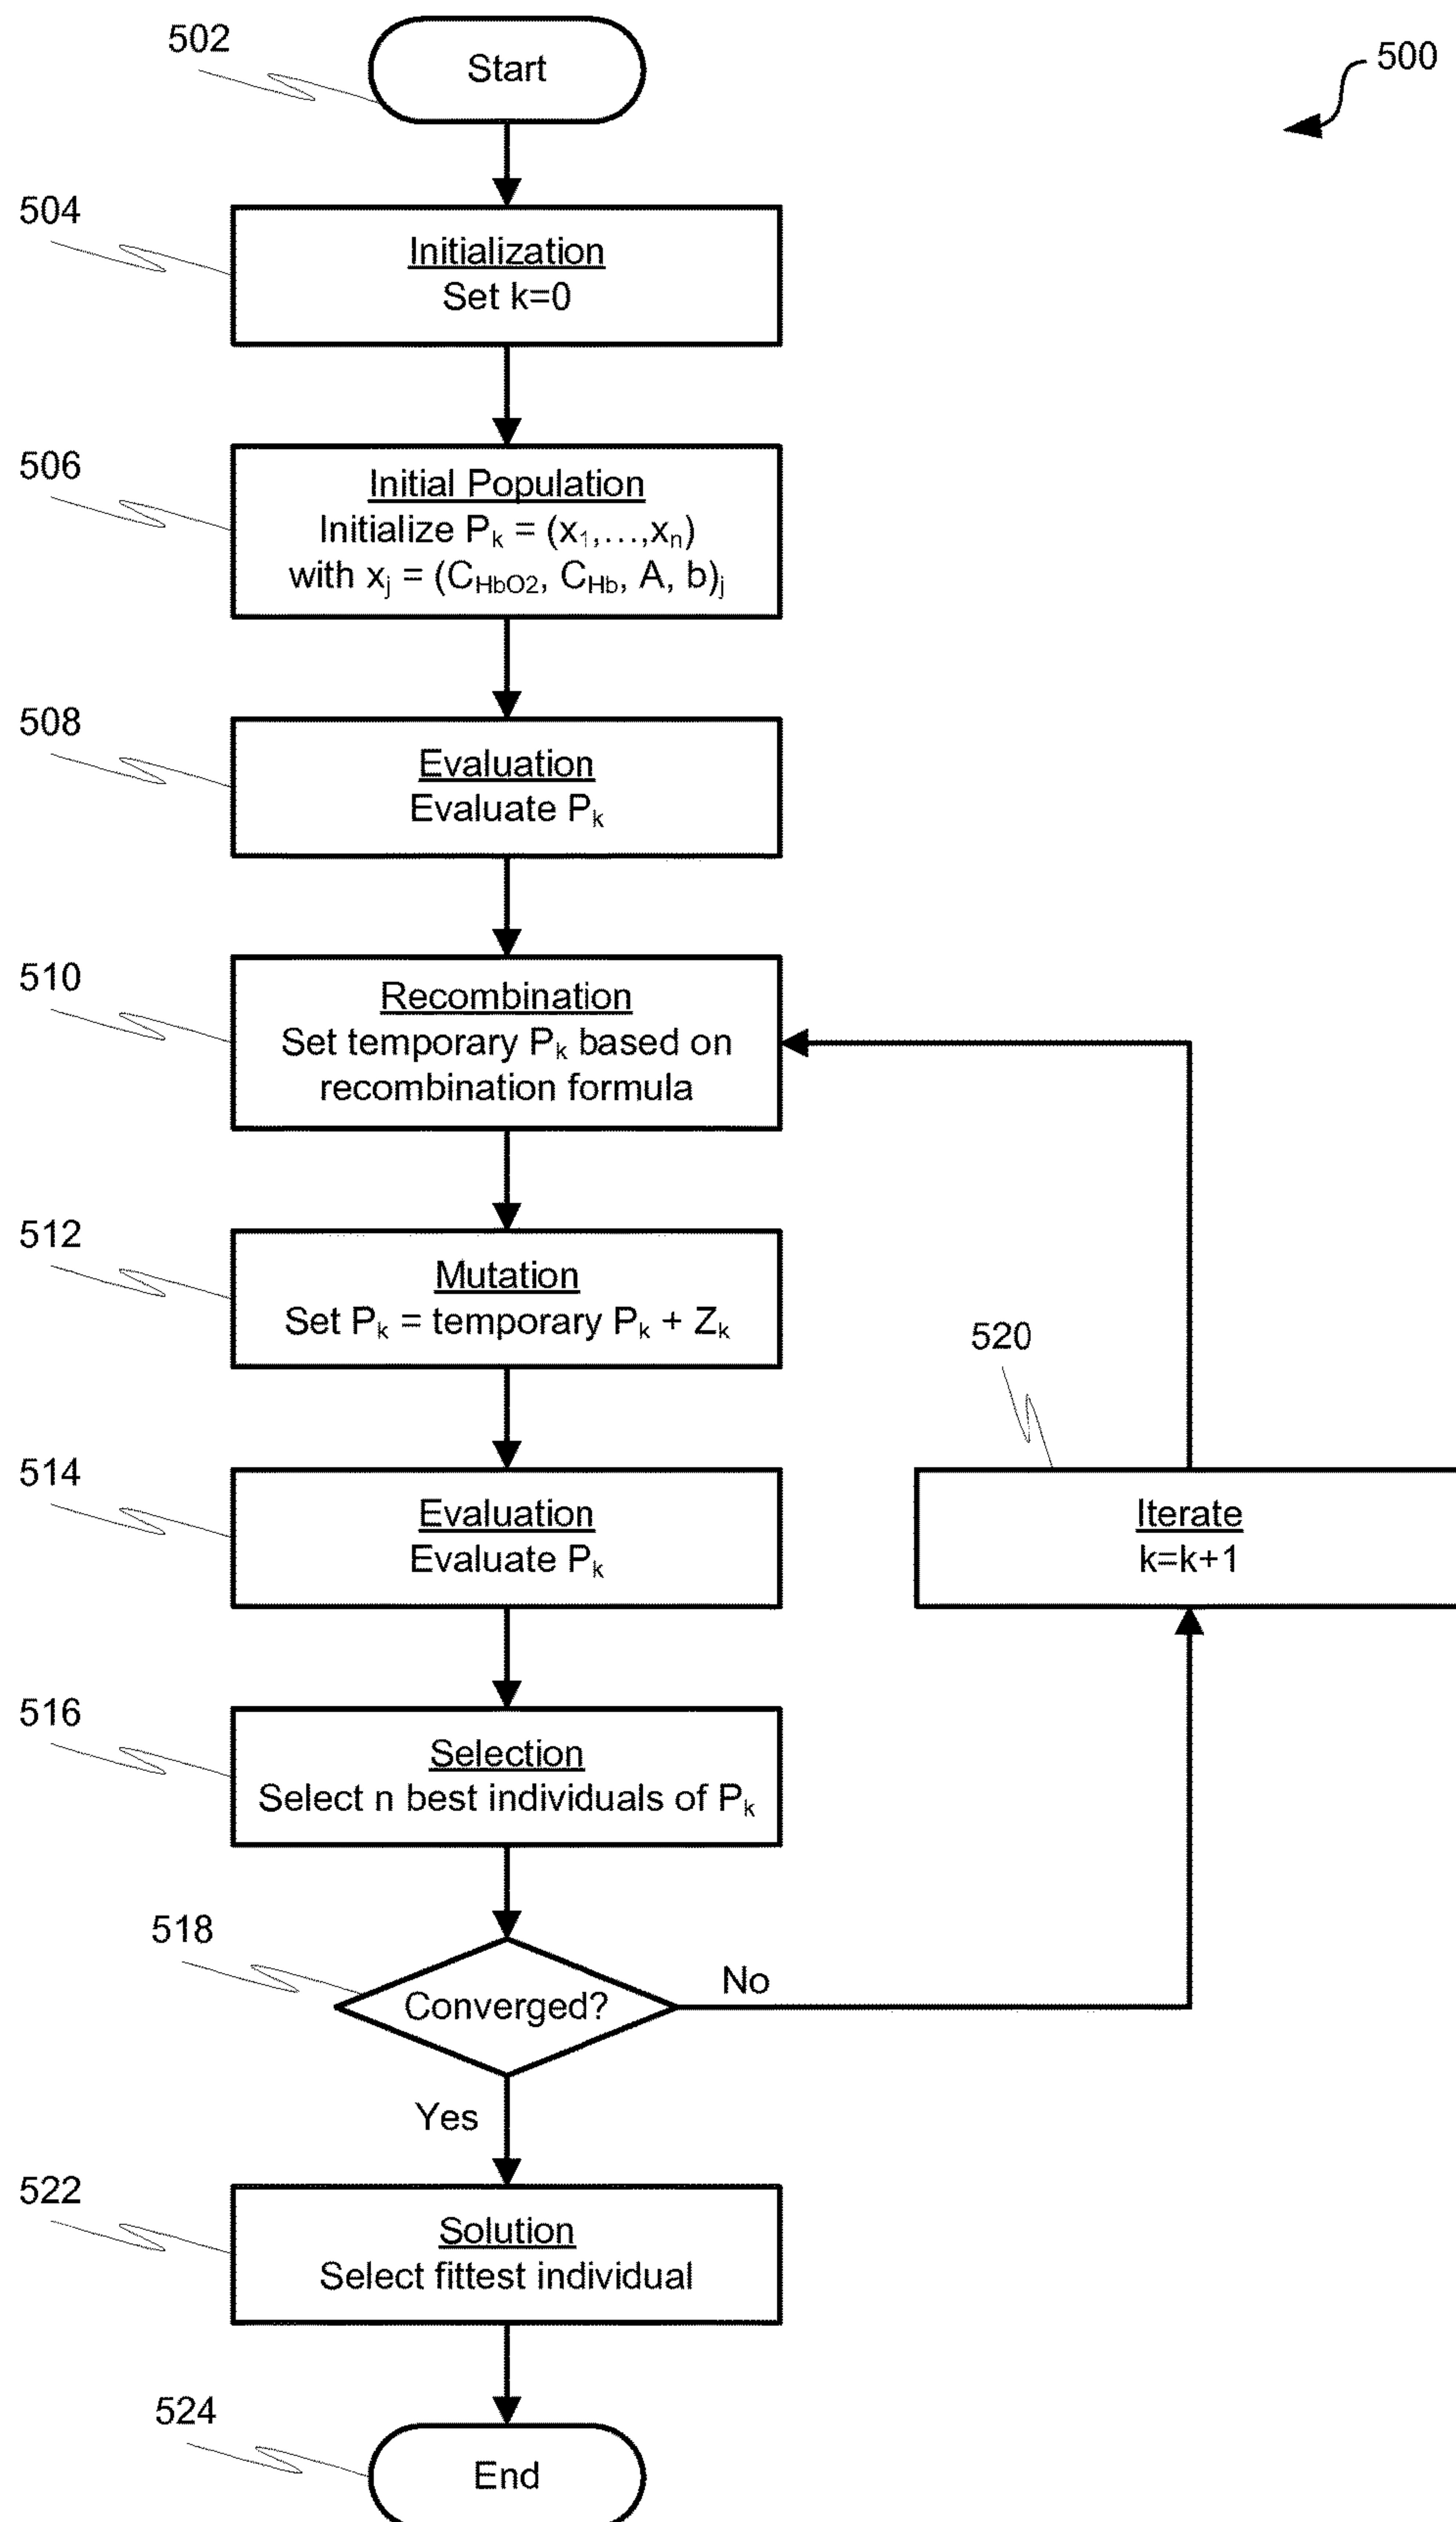 502
Start
500
504
Initialization
Set k=0
506
Initial Population
Initialize Pₖ = (x₁,...,xₙ)
with xⱼ = (C_HbO2, C_Hb, A, b)ⱼ
508
Evaluation
Evaluate Pₖ
510
Recombination
Set temporary Pₖ based on
recombination formula
512
Mutation
Set Pₖ = temporary Pₖ + Zₖ
520
514
Evaluation
Evaluate Pₖ
Iterate
k=k+1
516
Selection
Select n best individuals of Pₖ
518
Converged?
No
Yes
522
Solution
Select fittest individual
524
End